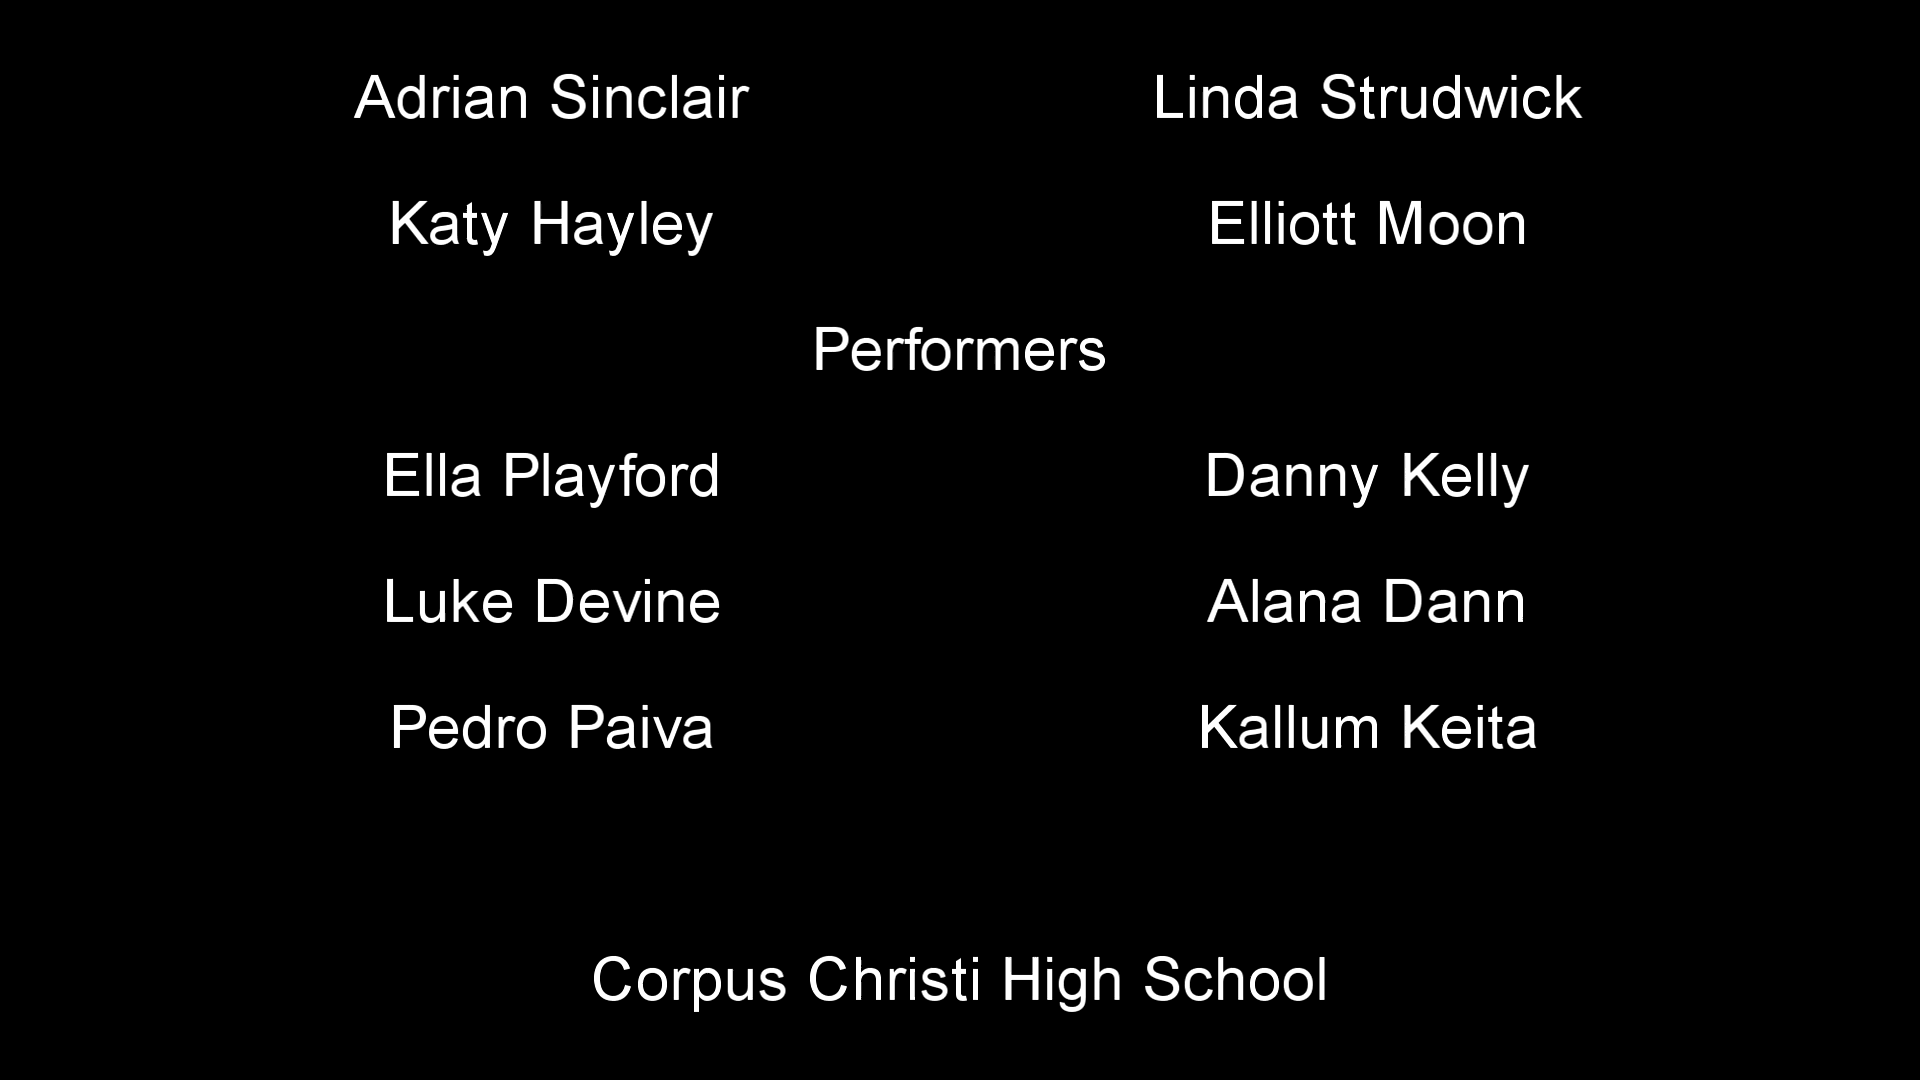 Adrian Sinclair Linda Strudwick
Katy Hayley Elliott Moon
Performers
Ella Playford Danny Kelly
Luke Devine Alana Dann
Pedro Paiva Kallum Keita
Corpus Christi High School